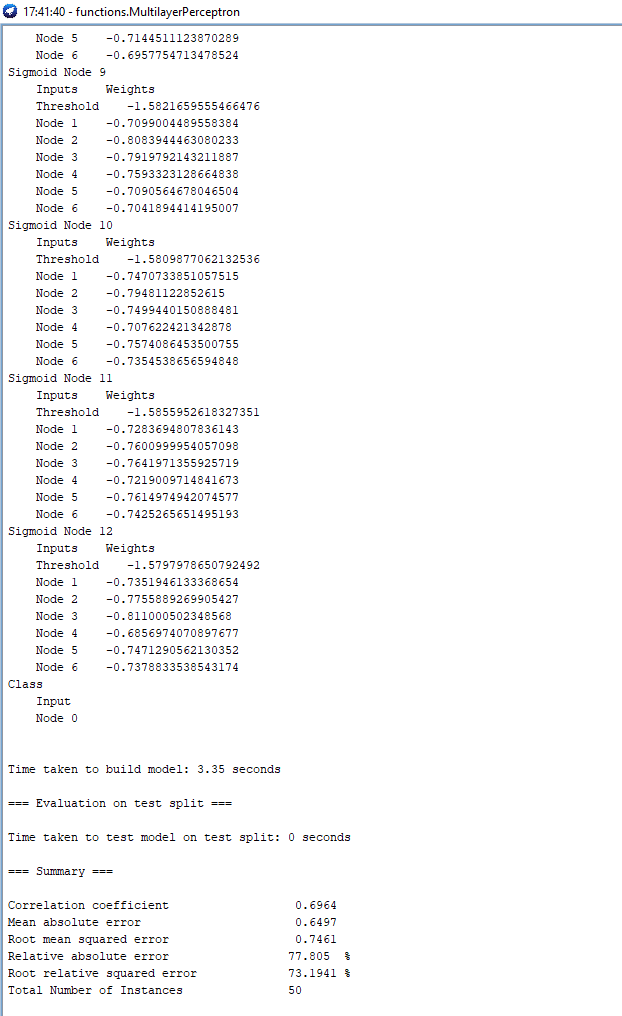 17:41:40 - functions.MultilayerPerceptron
Node 5 -0.7144511123870289
Node 6 -0.6957754713478524
Sigmoid Node 9
Inputs Weights
Threshold -1.5821659555466476
Node 1 -0.7099004489558384
Node 2 -0.8083944463080233
Node 3 -0.7919792143211887
Node 4 -0.7593323128664838
Node 5 -0.7090564678046504
Node 6 -0.7041894414195007
Sigmoid Node 10
Inputs Weights
Threshold -1.5809877062132536
Node 1 -0.7470733851057515
Node 2 -0.79481122852615
Node 3 -0.7499440150888481
Node 4 -0.707622421342878
Node 5 -0.7574086453500755
Node 6 -0.7354538656594848
Sigmoid Node 11
Inputs Weights
Threshold -1.5855952618327351
Node 1 -0.7283694807836143
Node 2 -0.7600999954057098
Node 3 -0.7641971355925719
Node 4 -0.7219009714841673
Node 5 -0.7614974942074577
Node 6 -0.7425265651495193
Sigmoid Node 12
Inputs Weights
Threshold -1.5797978650792492
Node 1 -0.7351946133368654
Node 2 -0.7755889269905427
Node 3 -0.811000502348568
Node 4 -0.6856974070897677
Node 5 -0.7471290562130352
Node 6 -0.7378833538543174
Class
Input
Node 0
Time taken to build model: 3.35 seconds
=== Evaluation on test split ===
Time taken to test model on test split: 0 seconds
=== Summary ===
Correlation coefficient 0.6964
Mean absolute error 0.6497
Root mean squared error 0.7461
Relative absolute error 77.805 %
Root relative squared error 73.1941 %
Total Number of Instances 50